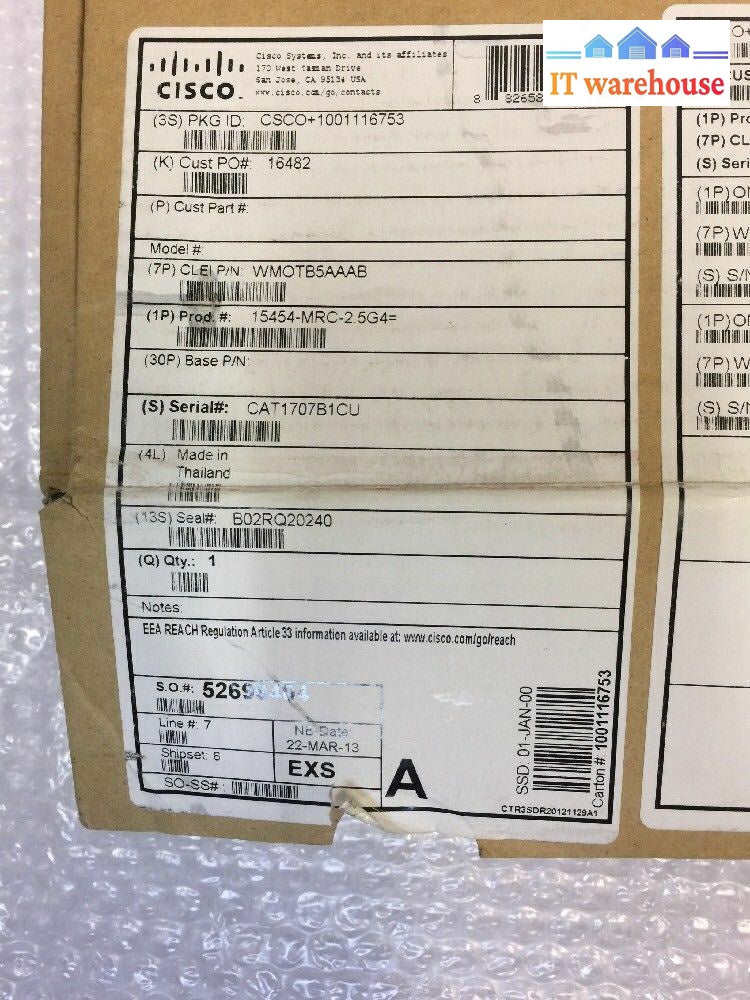 IT warehouse
CISCO
Cisco Systems, Inc. and its affiliates
170 West Tasman Drive
San Jose, CA 95134 USA
www.cisco.com/go/contacts
8
(3S) PKG ID: CSCO+1001116753
(K) Cust PO#: 16482
(P) Cust Part #:
Model #:
(7P) CLEI P/N: WMOTB5AAAB
(1P) Prod. #: 15454-MRC-2.5G4=
(30P) Base P/N:
(S) Serial#: CAT1707B1CU
(4L) Made in
Thailand
(13S) Seal#: B02RQ20240
(Q) Qty.: 1
Notes:
EEA REACH Regulation Article 33 information available at: www.cisco.com/go/reach
S.O.#:
Line #: 7
NB Date:
22-MAR-13
Shipset: 6
EXS
SO-SS# :
A
SSD: 01-JAN-00
Carton #: 1001116753
CTR3SDR20121129A1
(1P)
(7P) CL
(S)
(1P)
(7P)
(S) S/N
(1P)
(7P)
(S) S/N